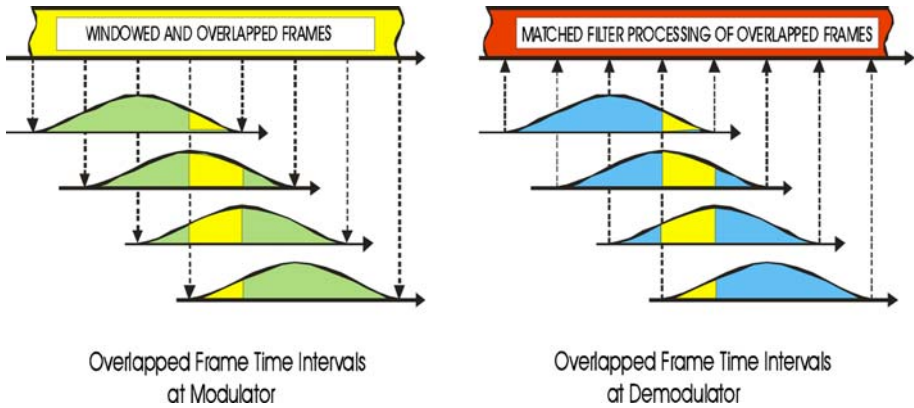 WINDOWED AND OVERLAPPED FRAMES
MATCHED FILTER PROCESSING OF OVERLAPPED FRAMES
Overlapped Frame Time Intervals
at Modulator
Overlapped Frame Time Intervals
at Demodulator